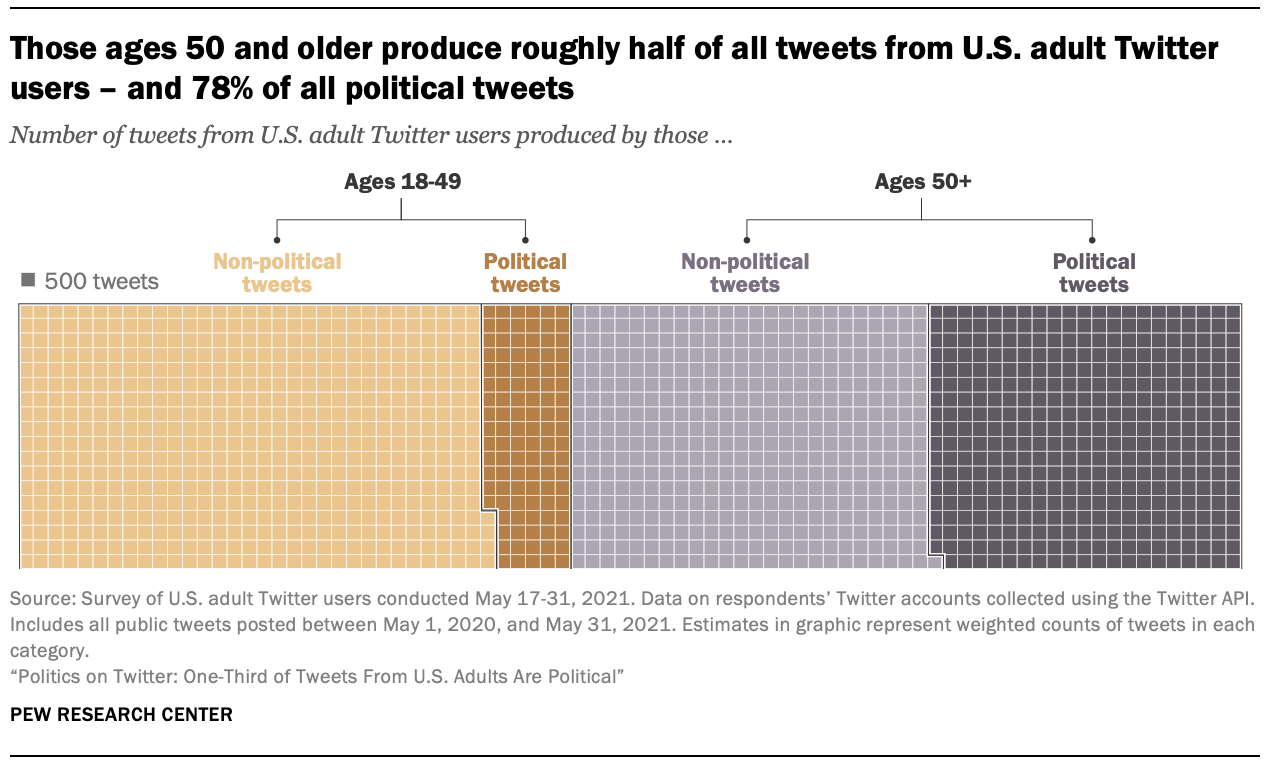 Those ages 50 and older produce roughly half of all tweets from U.S. adult Twitter
users – and 78% of all political tweets
Number of tweets from U.S. adult Twitter users produced by those ...
Ages 18-49
Ages 50+
500 tweets
Non-political
tweets
Political
tweets
Non-political
tweets
Political
tweets
Source: Survey of U.S. adult Twitter users conducted May 17-31, 2021. Data on respondents’ Twitter accounts collected using the Twitter API.
Includes all public tweets posted between May 1, 2020, and May 31, 2021. Estimates in graphic represent weighted counts of tweets in each
category.
“Politics on Twitter: One-Third of Tweets From U.S. Adults Are Political”
PEW RESEARCH CENTER